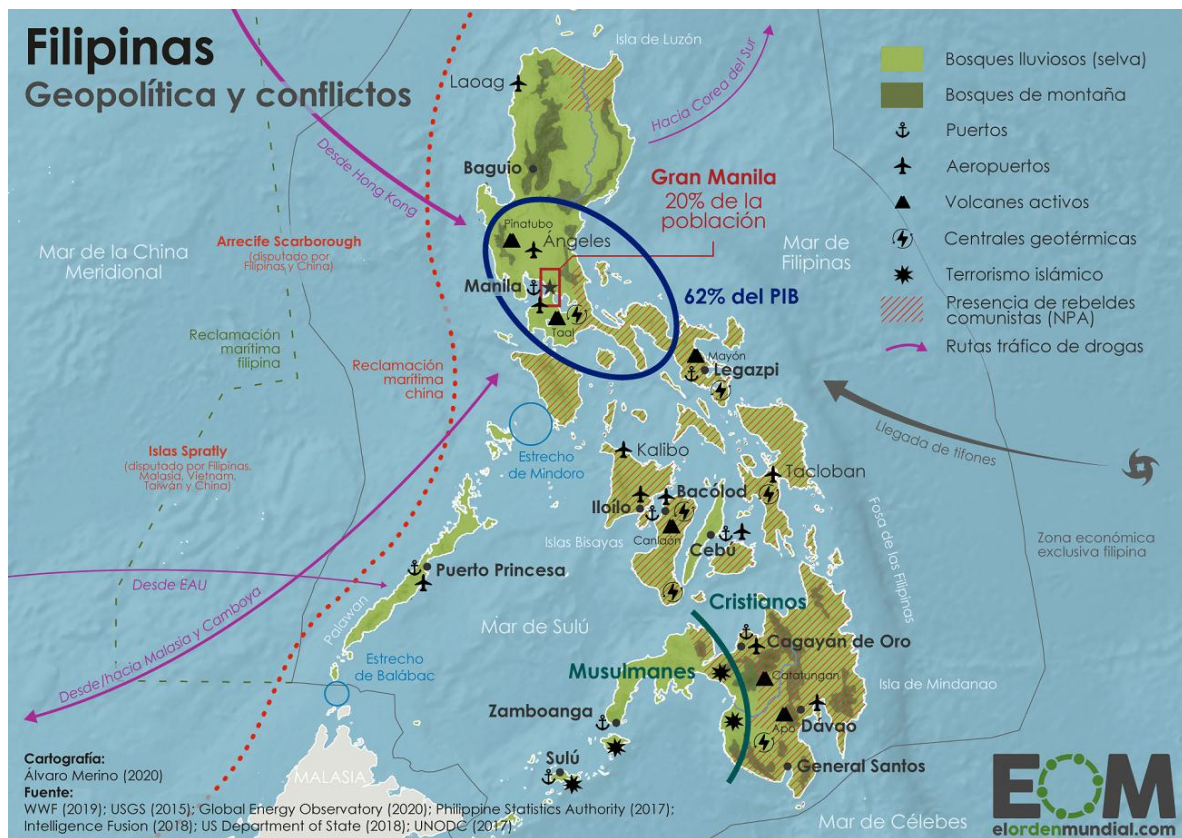 Filipinas
Geopolítica y conflictos
Isla de Luzón
Laoag
Hacia Corea del Sur
Desde Hong Kong
Baguio
Gran Manila
20% de la
población
Mar de la China
Meridional
Arrecife Scarborough
(disputado por
Filipinas y China)
Pinatubo
Ángeles
Mar de
Filipinas
Manila
62% del PIB
Taal
Reclamación
marítima
filipina
Reclamación
marítima
china
Mayón
Legazpi
Llegada de tifones
Islas Spratly
(disputado por Filipinas,
Malasia, Vietnam,
Taiwán y China)
Estrecho
de Mindoro
Kalibo
Tacloban
Iloílo
Bacolod
Canlaón
Cebú
Islas Bisayas
Fosa de las Filipinas
Zona económica
exclusiva filipina
Desde EAU
Puerto Princesa
Palawan
Desde/hacia Malasia y Camboya
Mar de Sulú
Cristianos
Cagayán de Oro
Musulmanes
Catatungan
Isla de Mindanao
Estrecho
de Balábac
Zamboanga
Apo
Davao
Sulú
General Santos
MALASIA
Mar de Célebes
Bosques lluviosos (selva)
Bosques de montaña
Puertos
Aeropuertos
Volcanes activos
Centrales geotérmicas
Terrorismo islámico
Presencia de rebeldes
comunistas (NPA)
Rutas tráfico de drogas
Cartografía:
Álvaro Merino (2020)
Fuente:
WWF (2019); USGS (2015); Global Energy Observatory (2020); Philippine Statistics Authority (2017);
Intelligence Fusion (2018); US Department of State (2018); UNODC (2017)
EOM
elordenmundial.com